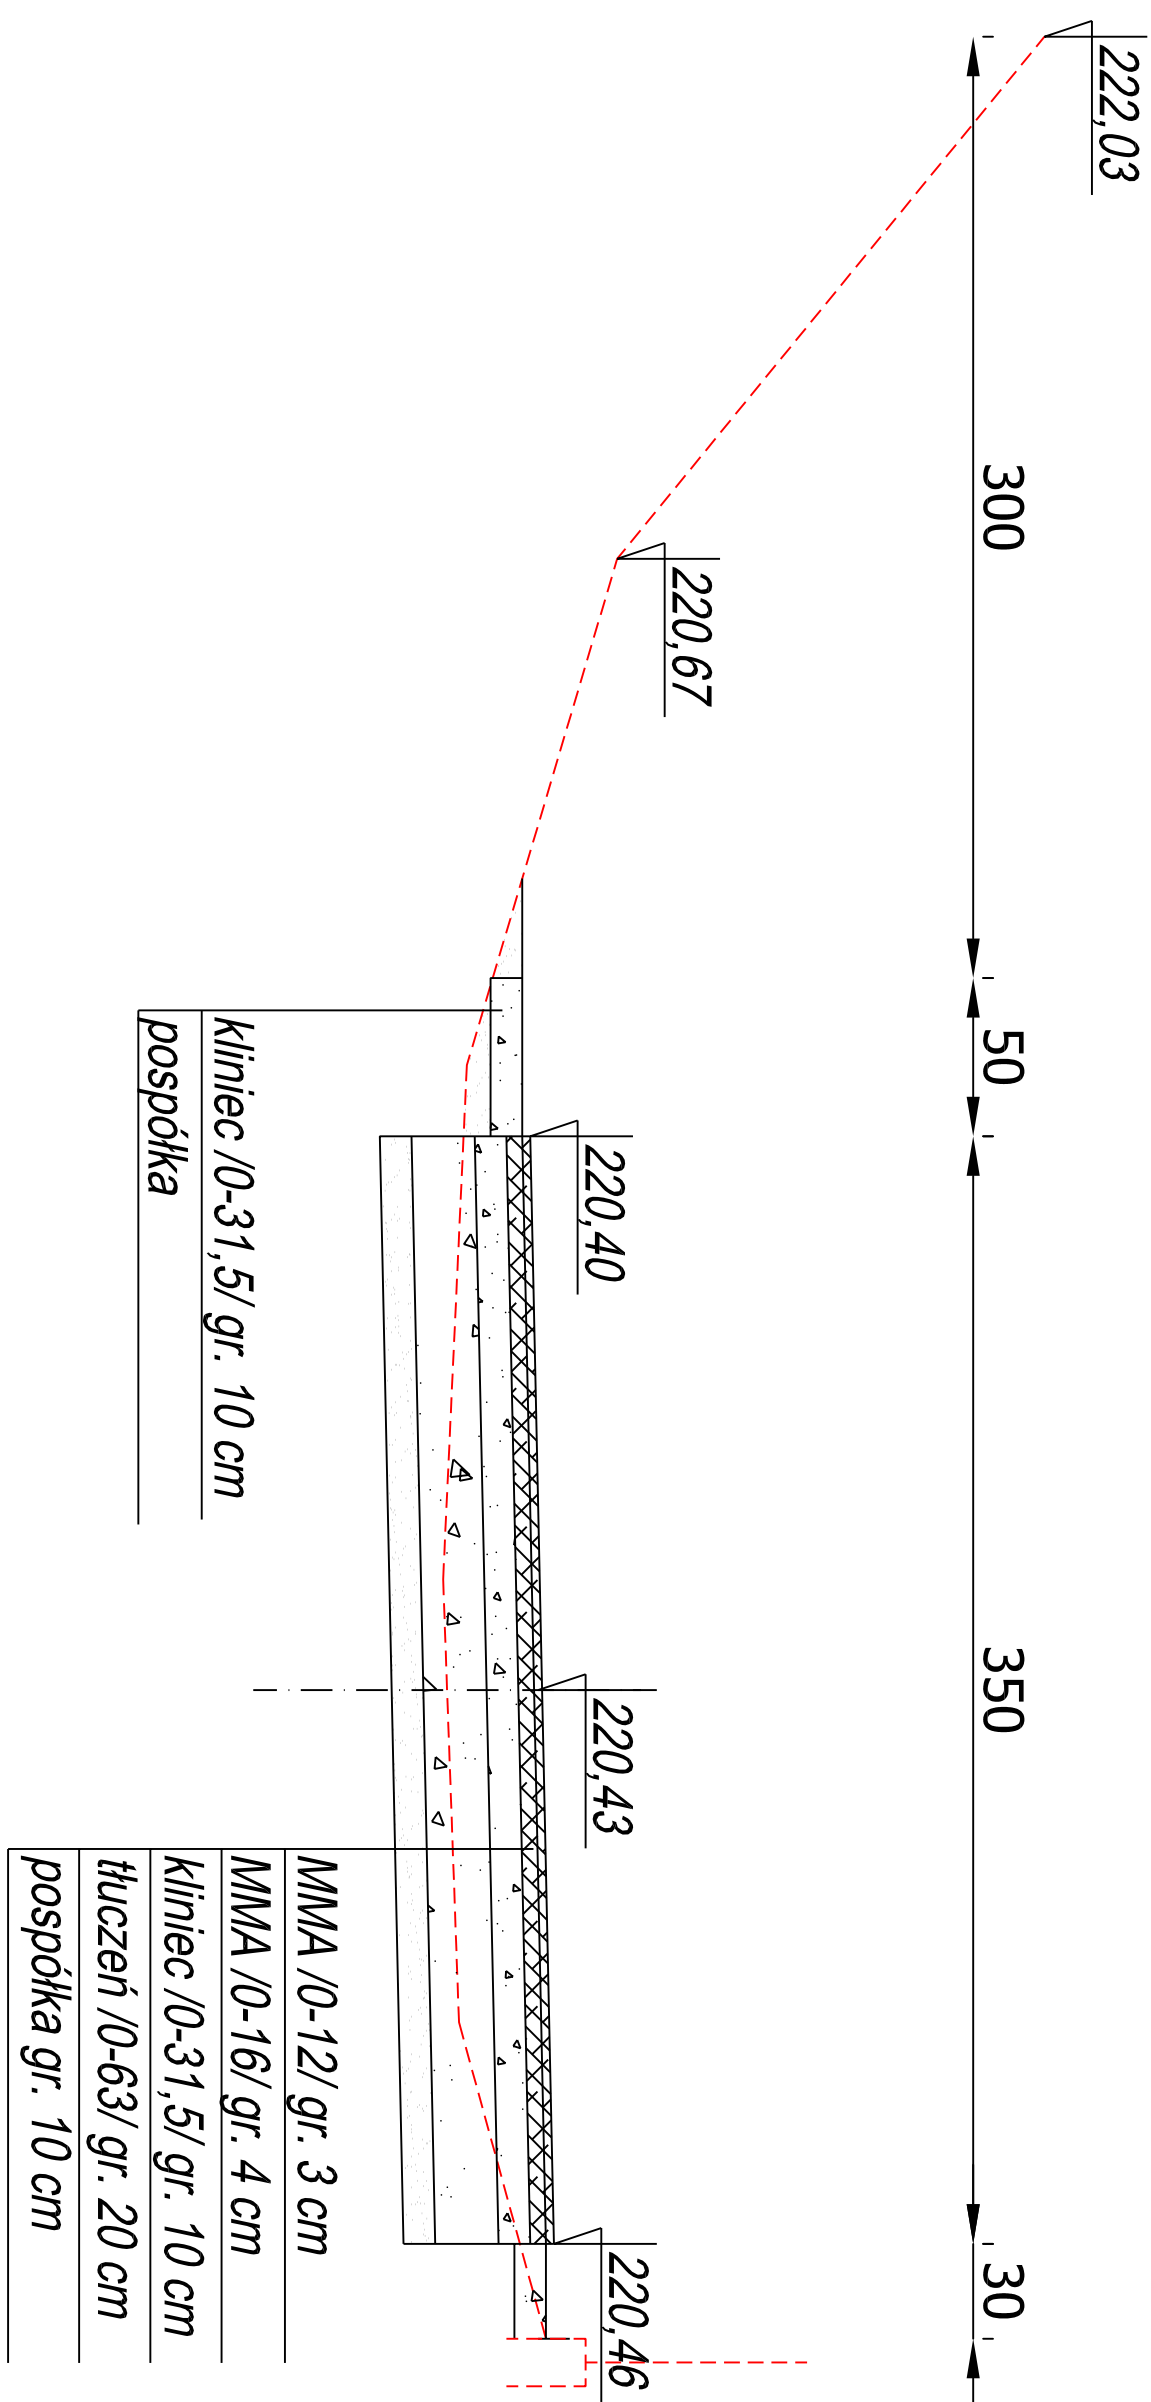 222,03
300
220,67
50
220,40
350
220,43
30
220,46
kliniec /0-31,5/ gr. 10 cm
pospółka
MMA /0-12/ gr. 3 cm
MMA /0-16/ gr. 4 cm
kliniec /0-31,5/ gr. 10 cm
tłuczeń /0-63/ gr. 20 cm
pospółka gr. 10 cm